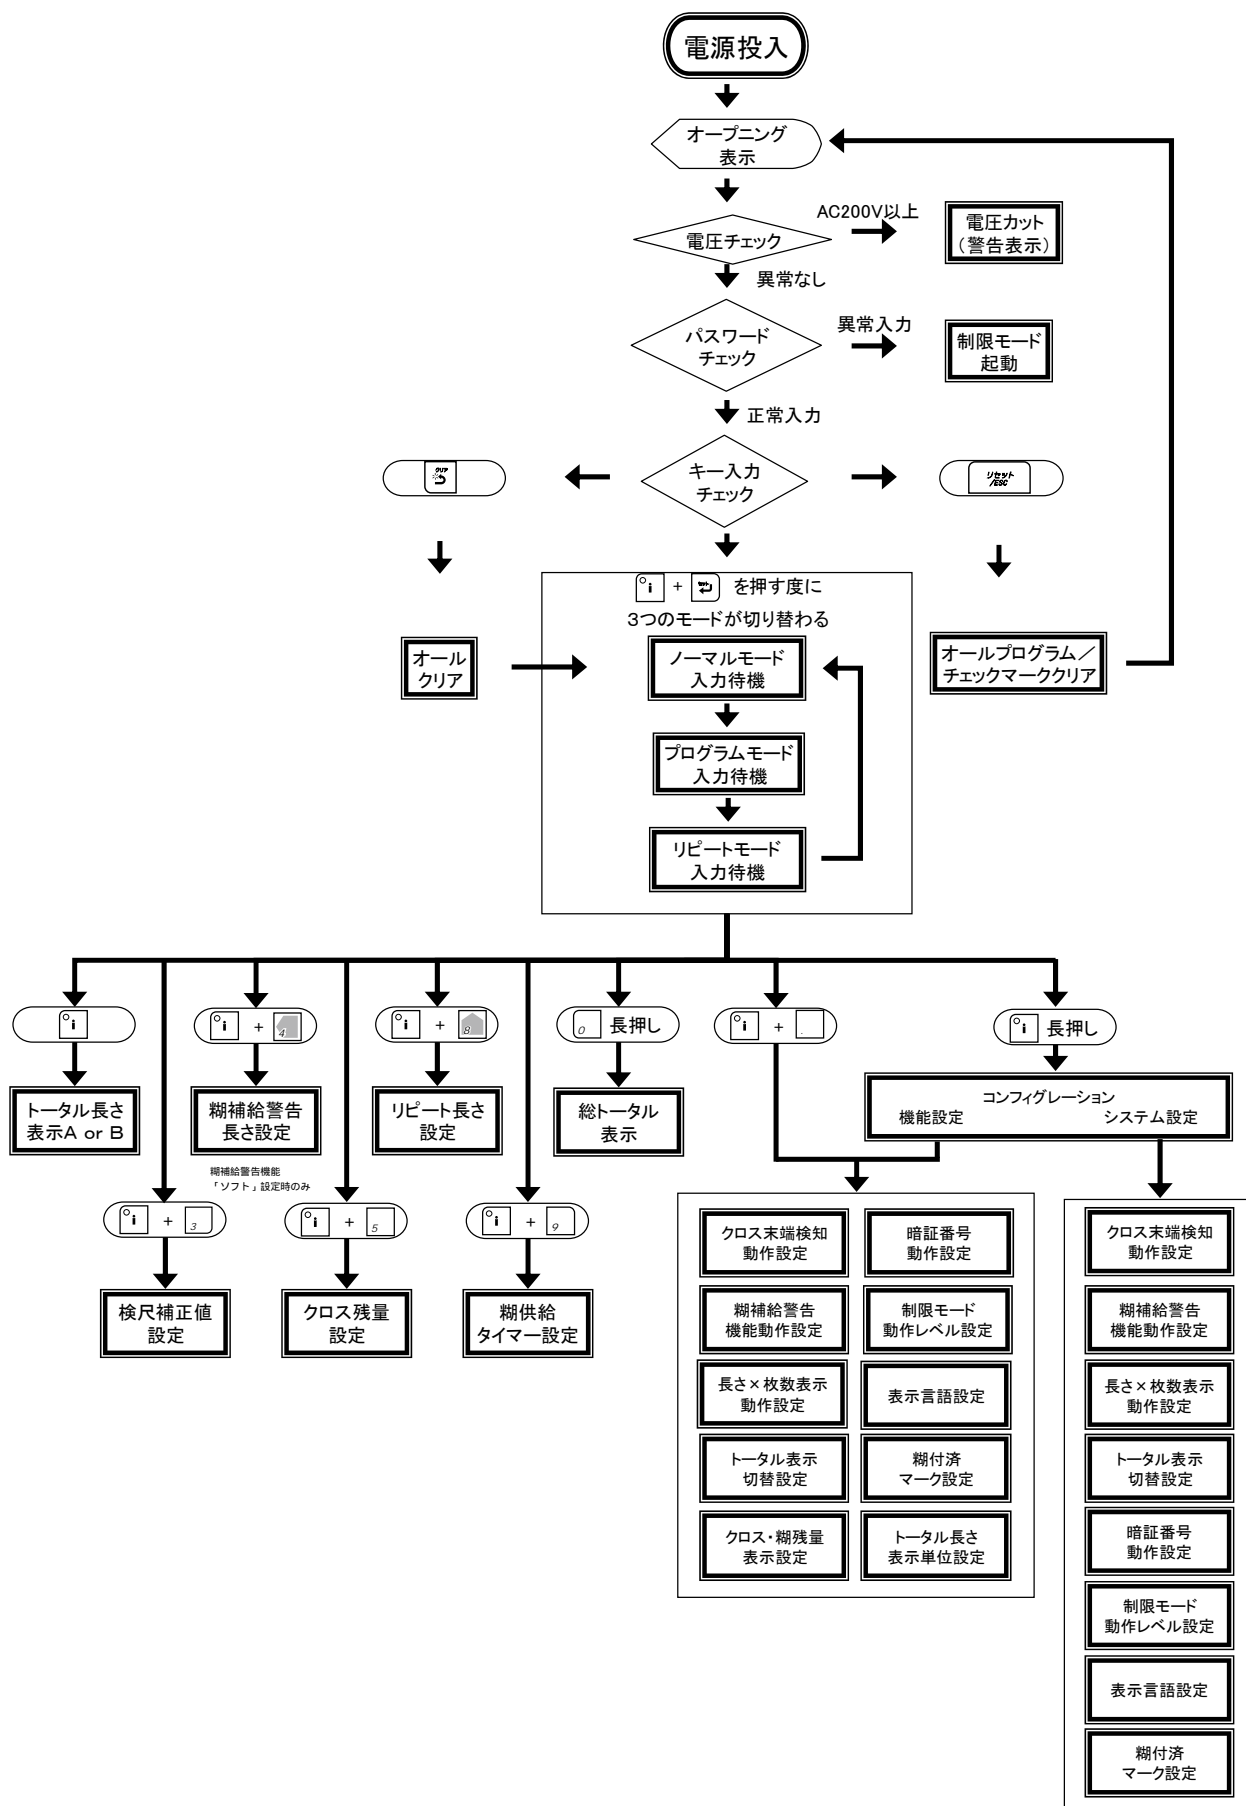 電源投入
オープニング
表示
電圧チェック
AC200V以上
電圧カット
（警告表示）
異常なし
パスワード
チェック
異常入力
制限モード
起動
正常入力
キー入力
チェック
クリア
リセット
/ESC
i + セット を押す度に
3つのモードが切り替わる
オール
クリア
ノーマルモード
入力待機
オールプログラム／
チェックマーククリア
プログラムモード
入力待機
リピートモード
入力待機
i
i + 4
i + 8
0 長押し
i + .
i 長押し
トータル長さ
表示A or B
糊補給警告
長さ設定
リピート長さ
設定
総トータル
表示
コンフィグレーション
機能設定 システム設定
糊補給警告機能
「ソフト」設定時のみ
i + 3
i + 5
i + 9
検尺補正値
設定
クロス残量
設定
糊供給
タイマー設定
クロス末端検知
動作設定
暗証番号
動作設定
糊補給警告
機能動作設定
制限モード
動作レベル設定
長さ×枚数表示
動作設定
表示言語設定
トータル表示
切替設定
糊付済
マーク設定
クロス・糊残量
表示設定
トータル長さ
表示単位設定
クロス末端検知
動作設定
糊補給警告
機能動作設定
長さ×枚数表示
動作設定
トータル表示
切替設定
暗証番号
動作設定
制限モード
動作レベル設定
表示言語設定
糊付済
マーク設定